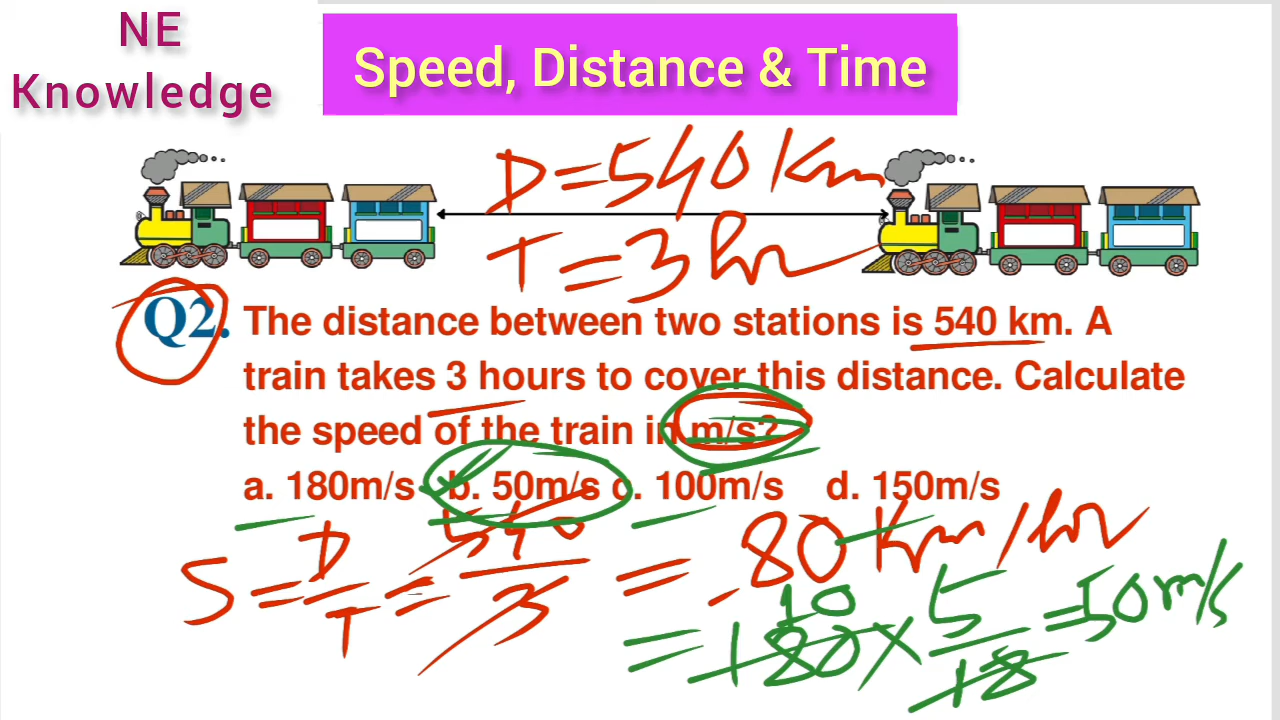 NE
Knowledge
Speed, Distance & Time
D = 540 Km
T = 3 hr
Q2. The distance between two stations is 540 km. A
train takes 3 hours to cover this distance. Calculate
the speed of the train in m/s?
a. 180m/s b. 50m/s c. 100m/s d. 150m/s
S = D/T = 540/3 = 180 Km/hr
10
= 180 × 5/18 = 50 m/s